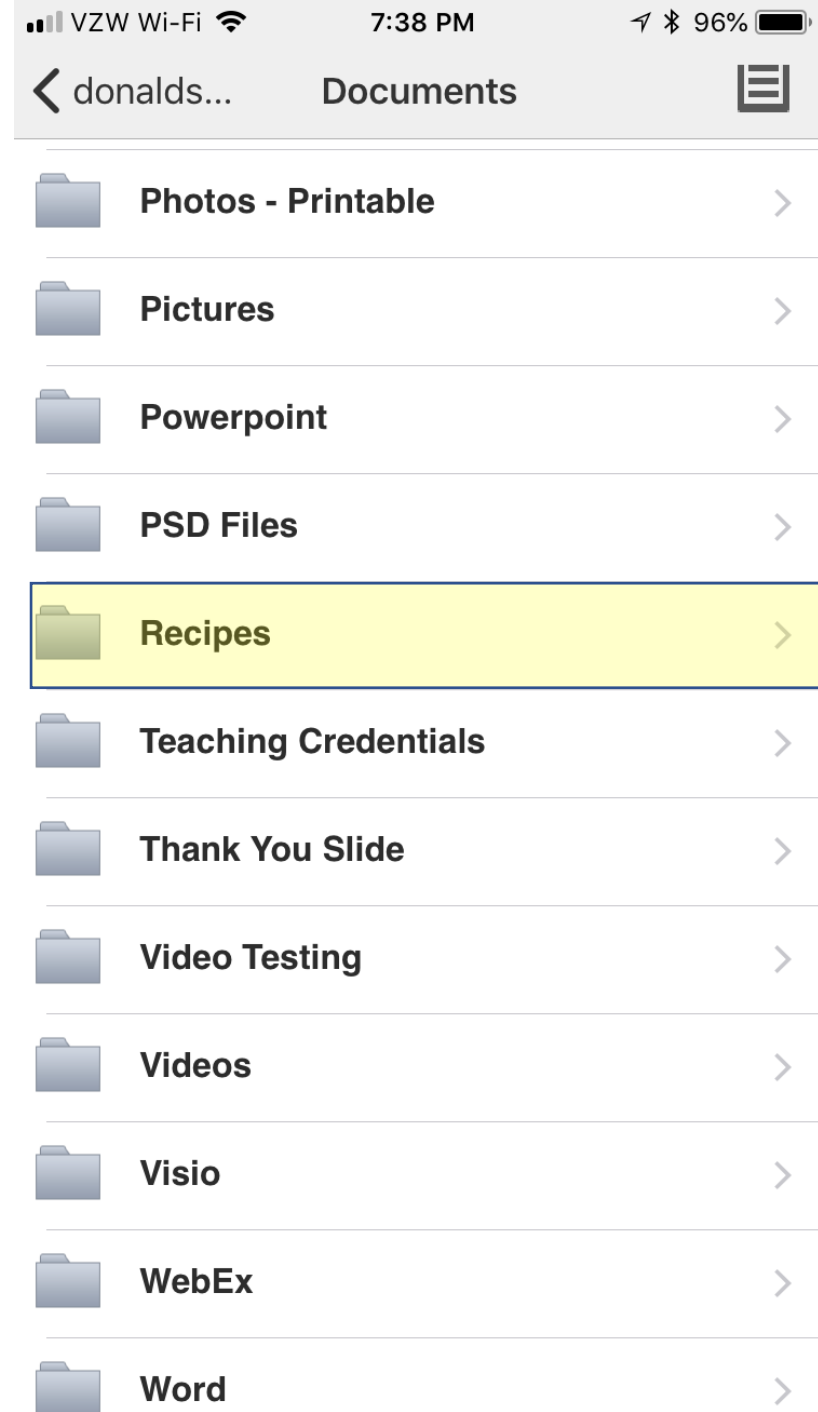 VZW Wi-Fi 7:38 PM 96%
donalds... Documents
Photos - Printable
Pictures
Powerpoint
PSD Files
Recipes
Teaching Credentials
Thank You Slide
Video Testing
Videos
Visio
WebEx
Word